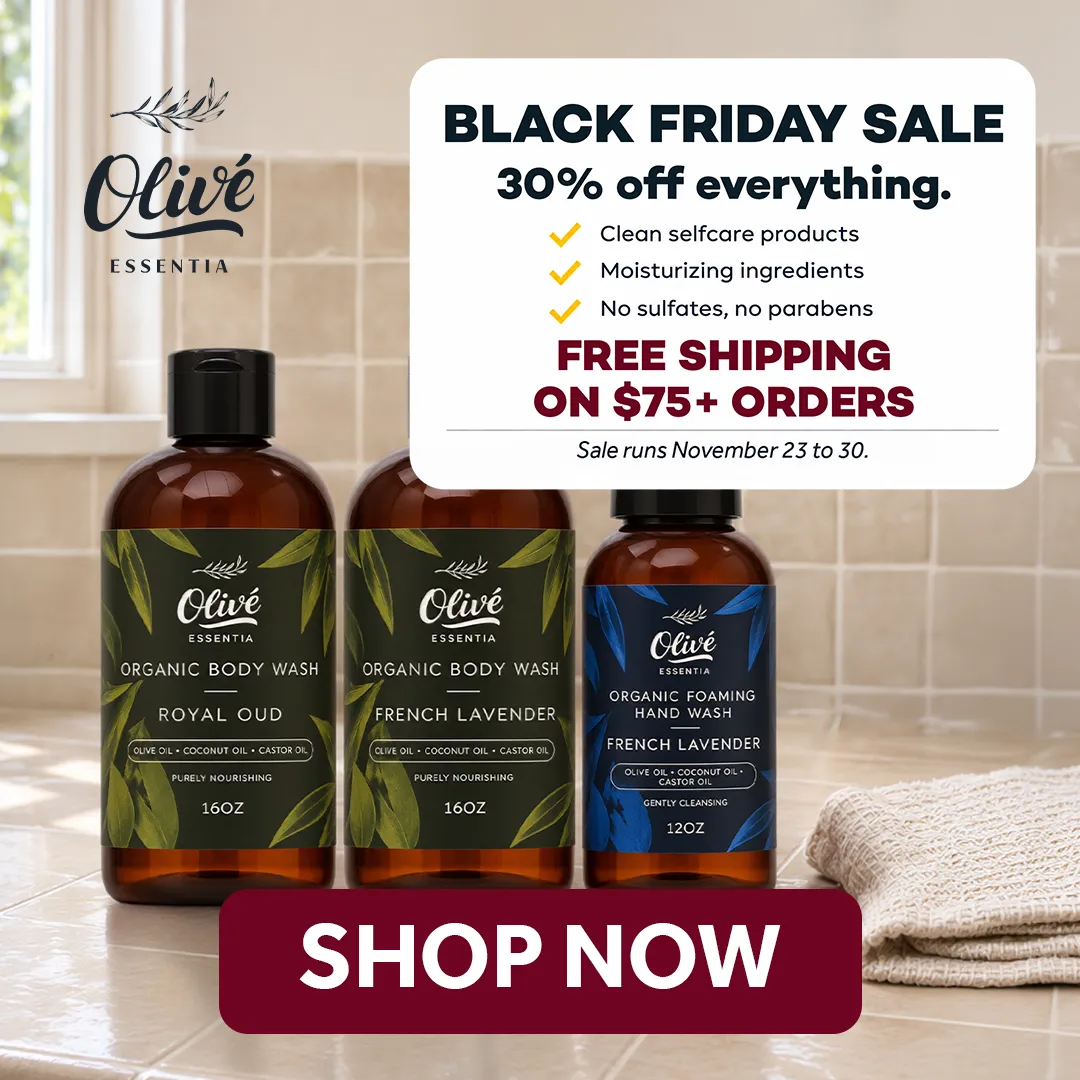 Olivé
ESSENTIA
BLACK FRIDAY SALE
30% off everything.
Clean selfcare products
Moisturizing ingredients
No sulfates, no parabens
FREE SHIPPING
ON $75+ ORDERS
Sale runs November 23 to 30.
Olivé
ESSENTIA
ORGANIC BODY WASH
ROYAL OUD
OLIVE OIL • COCONUT OIL • CASTOR OIL
PURELY NOURISHING
16OZ
Olivé
ESSENTIA
ORGANIC BODY WASH
FRENCH LAVENDER
OLIVE OIL • COCONUT OIL • CASTOR OIL
PURELY NOURISHING
16OZ
Olivé
ESSENTIA
ORGANIC FOAMING
HAND WASH
FRENCH LAVENDER
OLIVE OIL • COCONUT OIL •
CASTOR OIL
GENTLY CLEANSING
12OZ
SHOP NOW